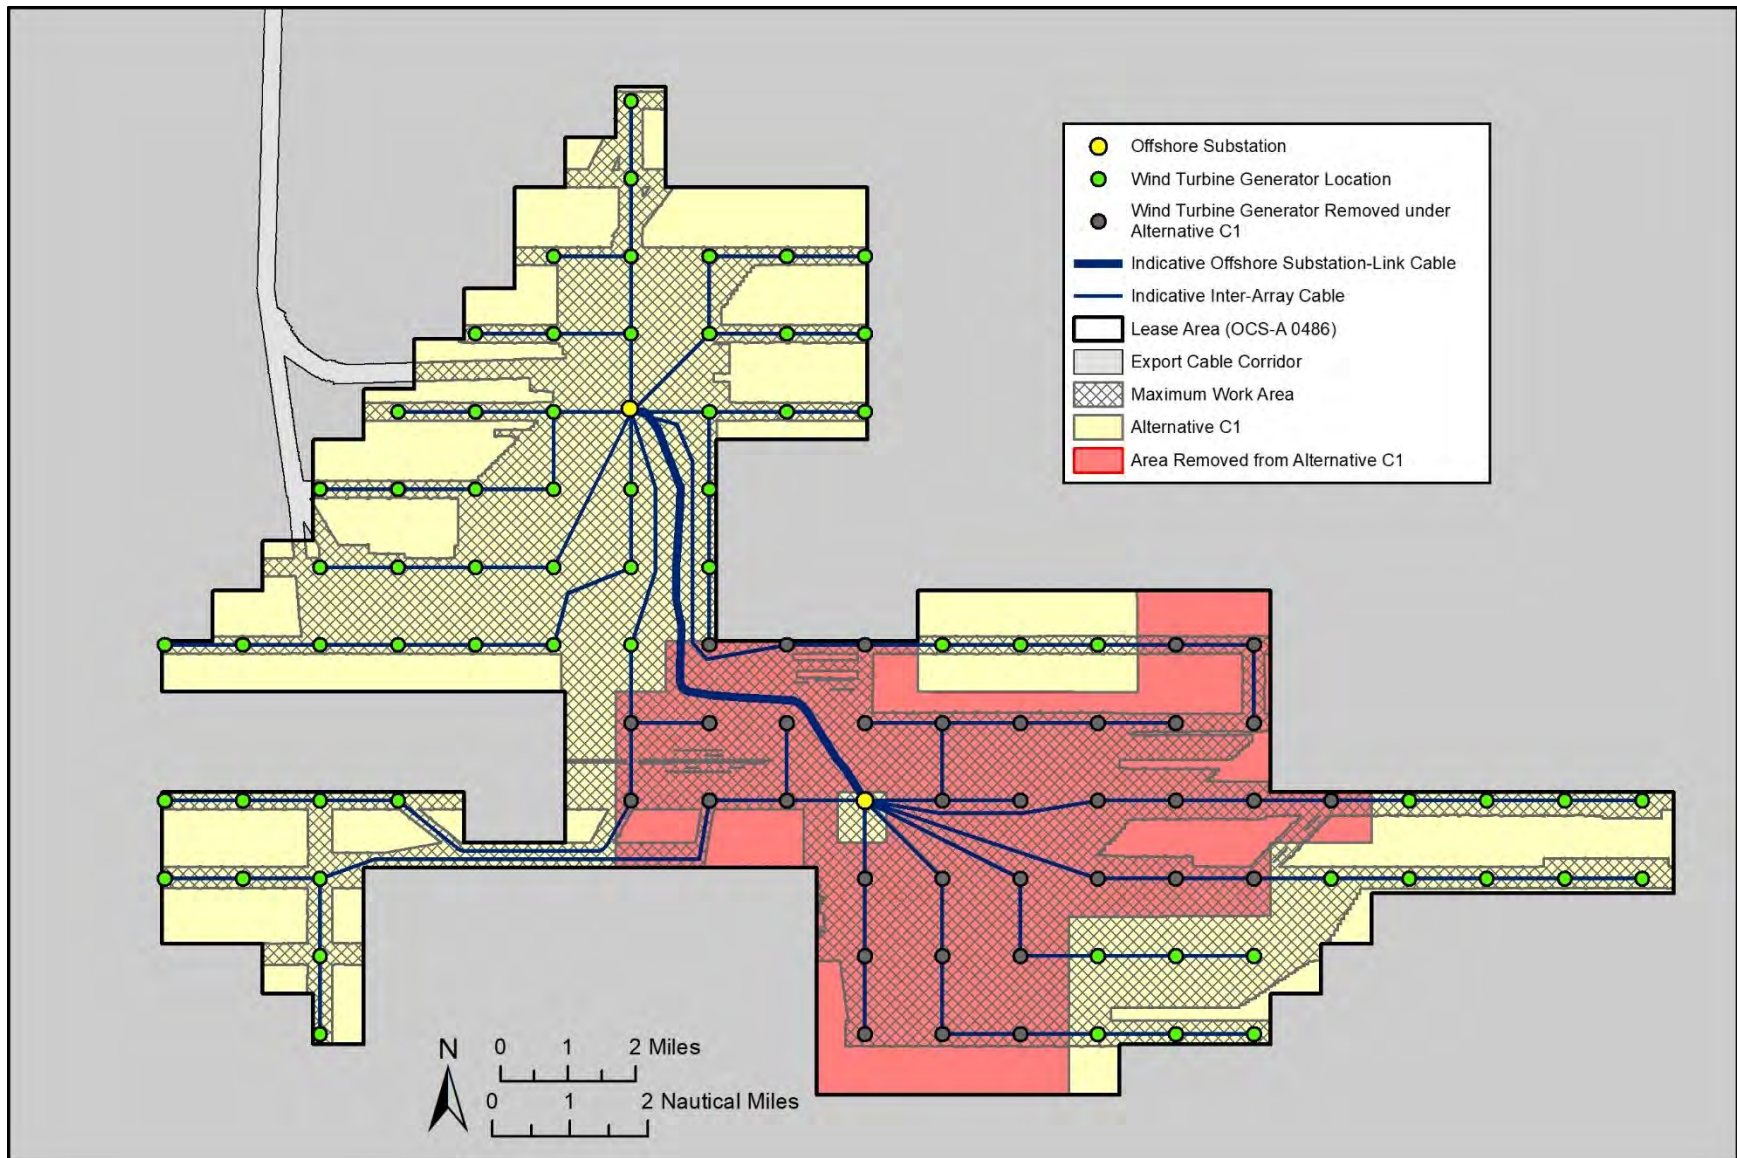 Offshore Substation
Wind Turbine Generator Location
Wind Turbine Generator Removed under
Alternative C1
Indicative Offshore Substation-Link Cable
Indicative Inter-Array Cable
Lease Area (OCS-A 0486)
Export Cable Corridor
Maximum Work Area
Alternative C1
Area Removed from Alternative C1
N
0 1 2 Miles
0 1 2 Nautical Miles